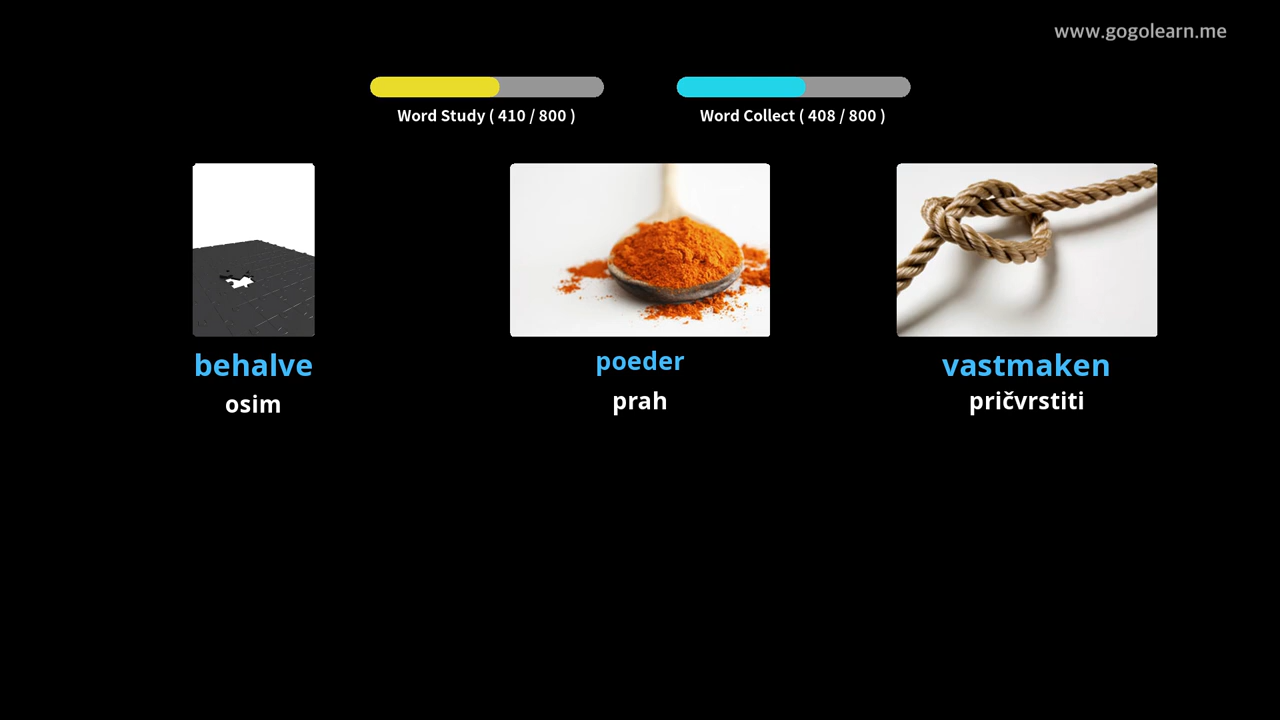 www.gogolearn.me
Word Study ( 410 / 800 )
Word Collect ( 408 / 800 )
behalve
osim
poeder
prah
vastmaken
pričvrstiti